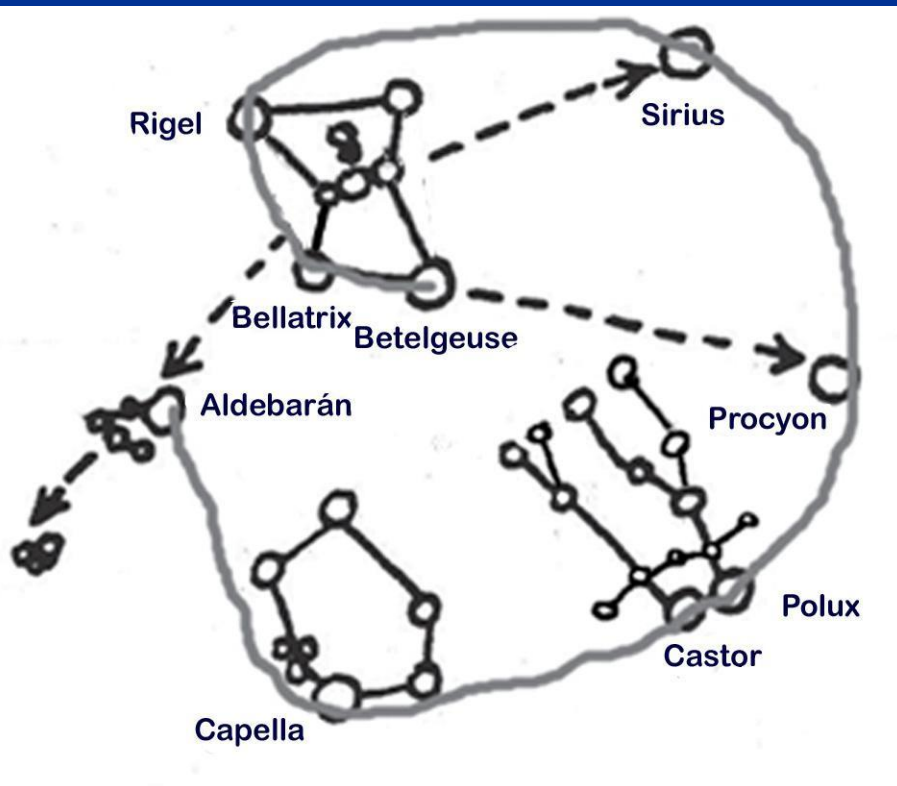 Sirius
Rigel
Bellatrix
Betelgeuse
Aldebarán
Procyon
Polux
Castor
Capella